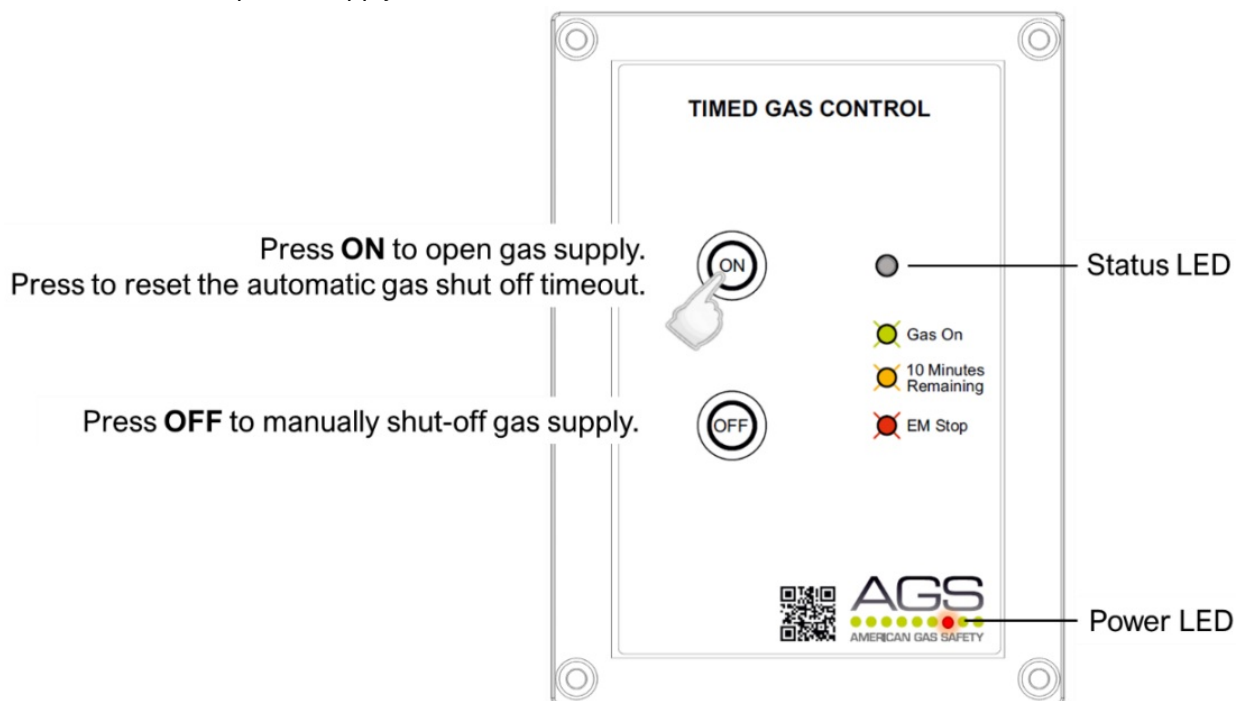 TIMED GAS CONTROL
Press ON to open gas supply.
Press to reset the automatic gas shut off timeout.
ON
Status LED
Gas On
10 Minutes
Remaining
Press OFF to manually shut-off gas supply.
OFF
EM Stop
AGS
AMERICAN GAS SAFETY
Power LED